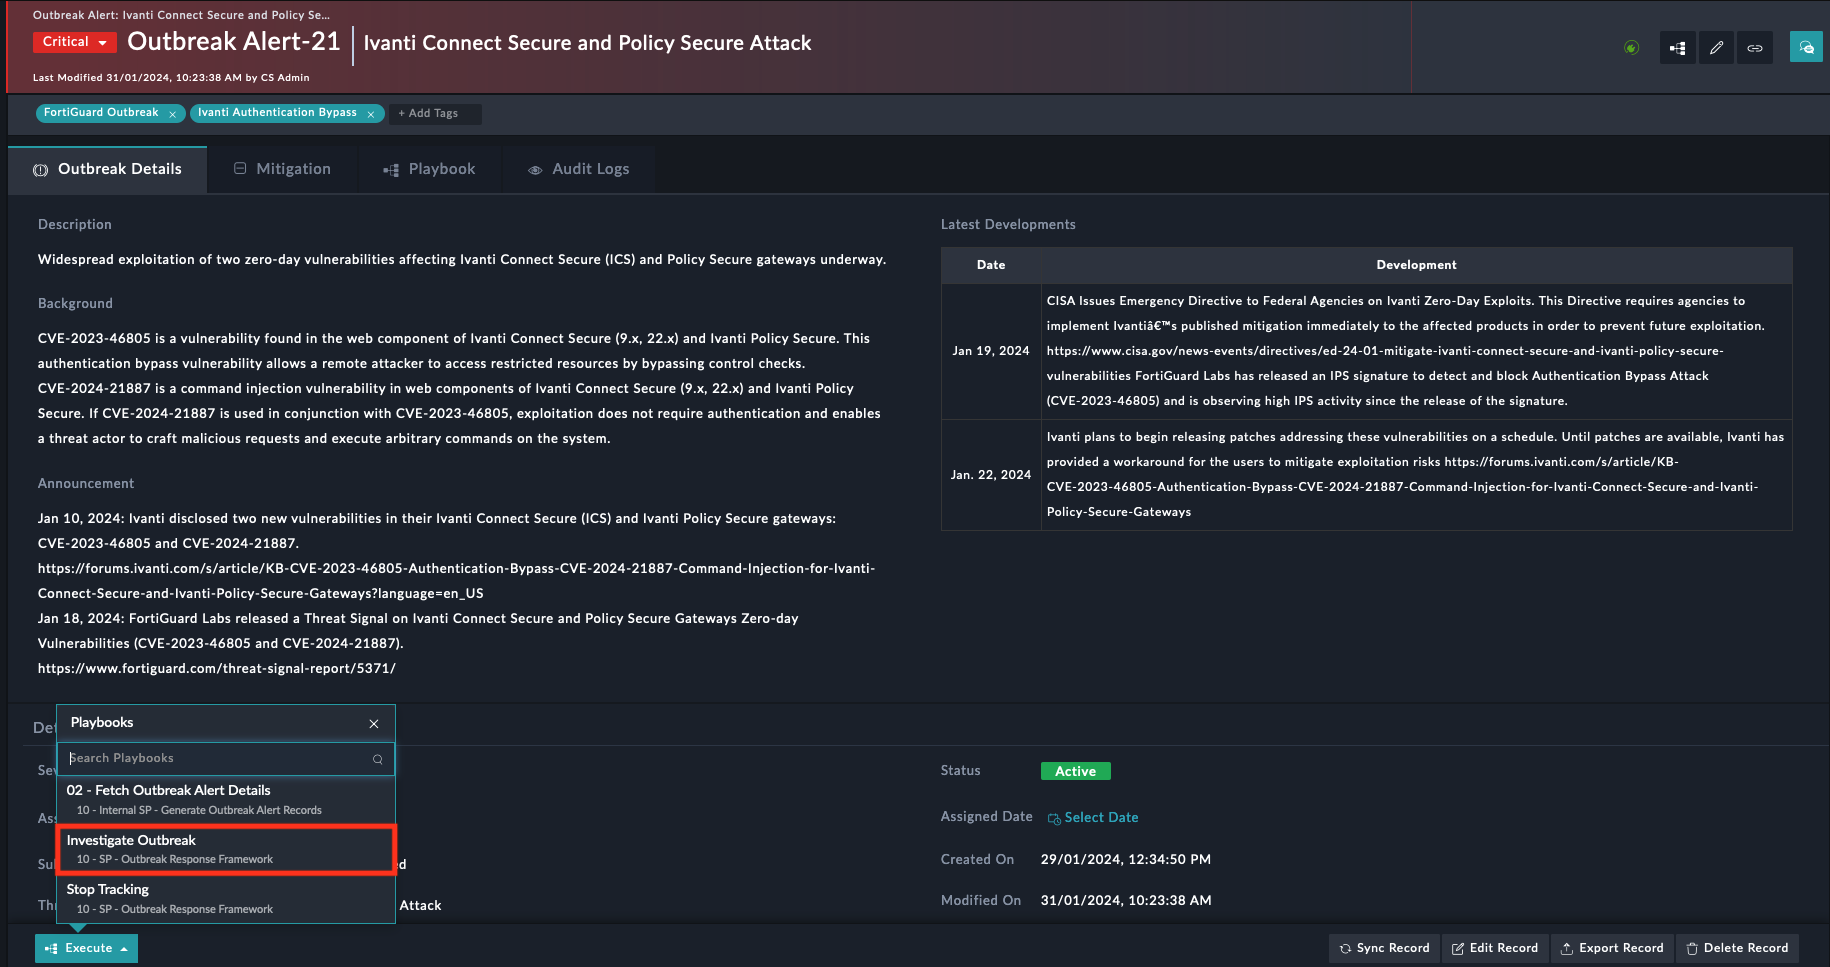 Outbreak Alert: Ivanti Connect Secure and Policy Se...
Critical
Outbreak Alert-21
Ivanti Connect Secure and Policy Secure Attack
Last Modified 31/01/2024, 10:23:38 AM by CS Admin
FortiGuard Outbreak
Ivanti Authentication Bypass
+ Add Tags
Outbreak Details
Mitigation
Playbook
Audit Logs
Description
Widespread exploitation of two zero-day vulnerabilities affecting Ivanti Connect Secure (ICS) and Policy Secure gateways underway.
Background
CVE-2023-46805 is a vulnerability found in the web component of Ivanti Connect Secure (9.x, 22.x) and Ivanti Policy Secure. This
authentication bypass vulnerability allows a remote attacker to access restricted resources by bypassing control checks.
CVE-2024-21887 is a command injection vulnerability in web components of Ivanti Connect Secure (9.x, 22.x) and Ivanti Policy
Secure. If CVE-2024-21887 is used in conjunction with CVE-2023-46805, exploitation does not require authentication and enables
a threat actor to craft malicious requests and execute arbitrary commands on the system.
Announcement
Jan 10, 2024: Ivanti disclosed two new vulnerabilities in their Ivanti Connect Secure (ICS) and Ivanti Policy Secure gateways:
CVE-2023-46805 and CVE-2024-21887.
https://forums.ivanti.com/s/article/KB-CVE-2023-46805-Authentication-Bypass-CVE-2024-21887-Command-Injection-for-Ivanti-
Connect-Secure-and-Ivanti-Policy-Secure-Gateways?language=en_US
Jan 18, 2024: FortiGuard Labs released a Threat Signal on Ivanti Connect Secure and Policy Secure Gateways Zero-day
Vulnerabilities (CVE-2023-46805 and CVE-2024-21887).
https://www.fortiguard.com/threat-signal-report/5371/
Latest Developments
Date
Development
Jan 19, 2024
CISA Issues Emergency Directive to Federal Agencies on Ivanti Zero-Day Exploits. This Directive requires agencies to
implement Ivantiâ€™s published mitigation immediately to the affected products in order to prevent future exploitation.
https://www.cisa.gov/news-events/directives/ed-24-01-mitigate-ivanti-connect-secure-and-ivanti-policy-secure-
vulnerabilities FortiGuard Labs has released an IPS signature to detect and block Authentication Bypass Attack
(CVE-2023-46805) and is observing high IPS activity since the release of the signature.
Jan. 22, 2024
Ivanti plans to begin releasing patches addressing these vulnerabilities on a schedule. Until patches are available, Ivanti has
provided a workaround for the users to mitigate exploitation risks https://forums.ivanti.com/s/article/KB-
CVE-2023-46805-Authentication-Bypass-CVE-2024-21887-Command-Injection-for-Ivanti-Connect-Secure-and-Ivanti-
Policy-Secure-Gateways
Playbooks
Search Playbooks
02 - Fetch Outbreak Alert Details
10 - Internal SP - Generate Outbreak Alert Records
Investigate Outbreak
10 - SP - Outbreak Response Framework
Stop Tracking
10 - SP - Outbreak Response Framework
Attack
Status
Active
Assigned Date
Select Date
Created On
29/01/2024, 12:34:50 PM
Modified On
31/01/2024, 10:23:38 AM
Execute
Sync Record
Edit Record
Export Record
Delete Record